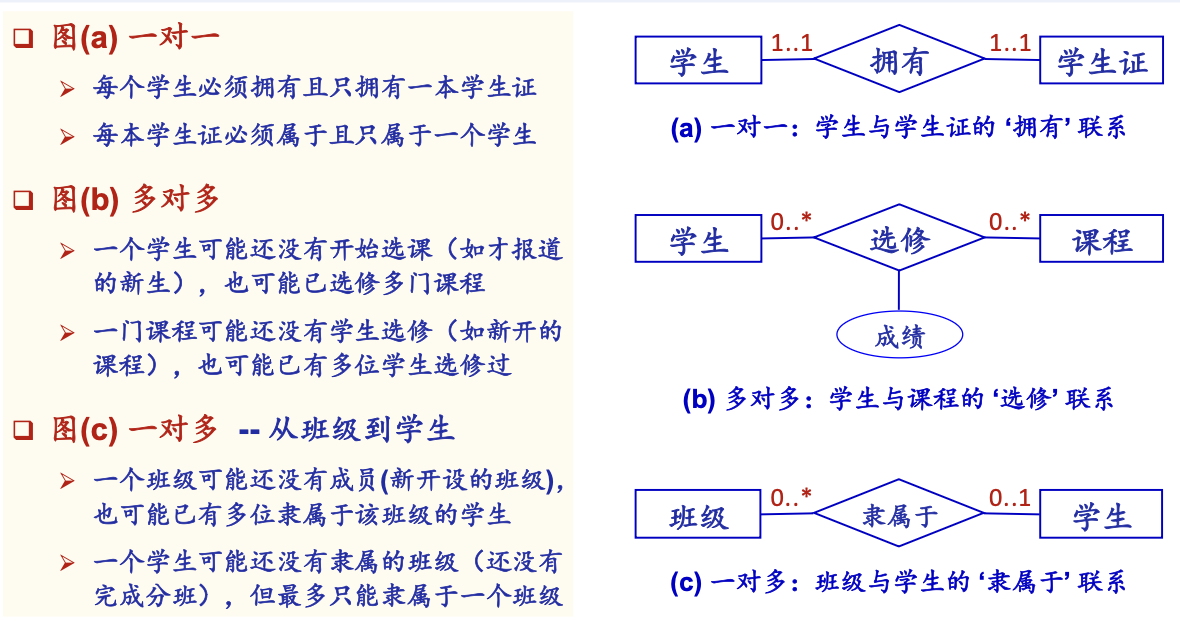 图(a) 一对一
每个学生必须拥有且只拥有一本学生证
每本学生证必须属于且只属于一个学生
图(b) 多对多
一个学生可能还没有开始选课（如才报道
的新生），也可能已选修多门课程
一门课程可能还没有学生选修（如新开的
课程），也可能已有多位学生选修过
图(c) 一对多 -- 从班级到学生
一个班级可能还没有成员(新开设的班级)，
也可能已有多位隶属于该班级的学生
一个学生可能还没有隶属的班级（还没有
完成分班），但最多只能隶属于一个班级
学生 1..1 拥有 1..1 学生证
(a) 一对一：学生与学生证的 ‘拥有’ 联系
学生 0..* 选修 0..* 课程
成绩
(b) 多对多：学生与课程的 ‘选修’ 联系
班级 0..* 隶属于 0..1 学生
(c) 一对多：班级与学生的 ‘隶属于’ 联系